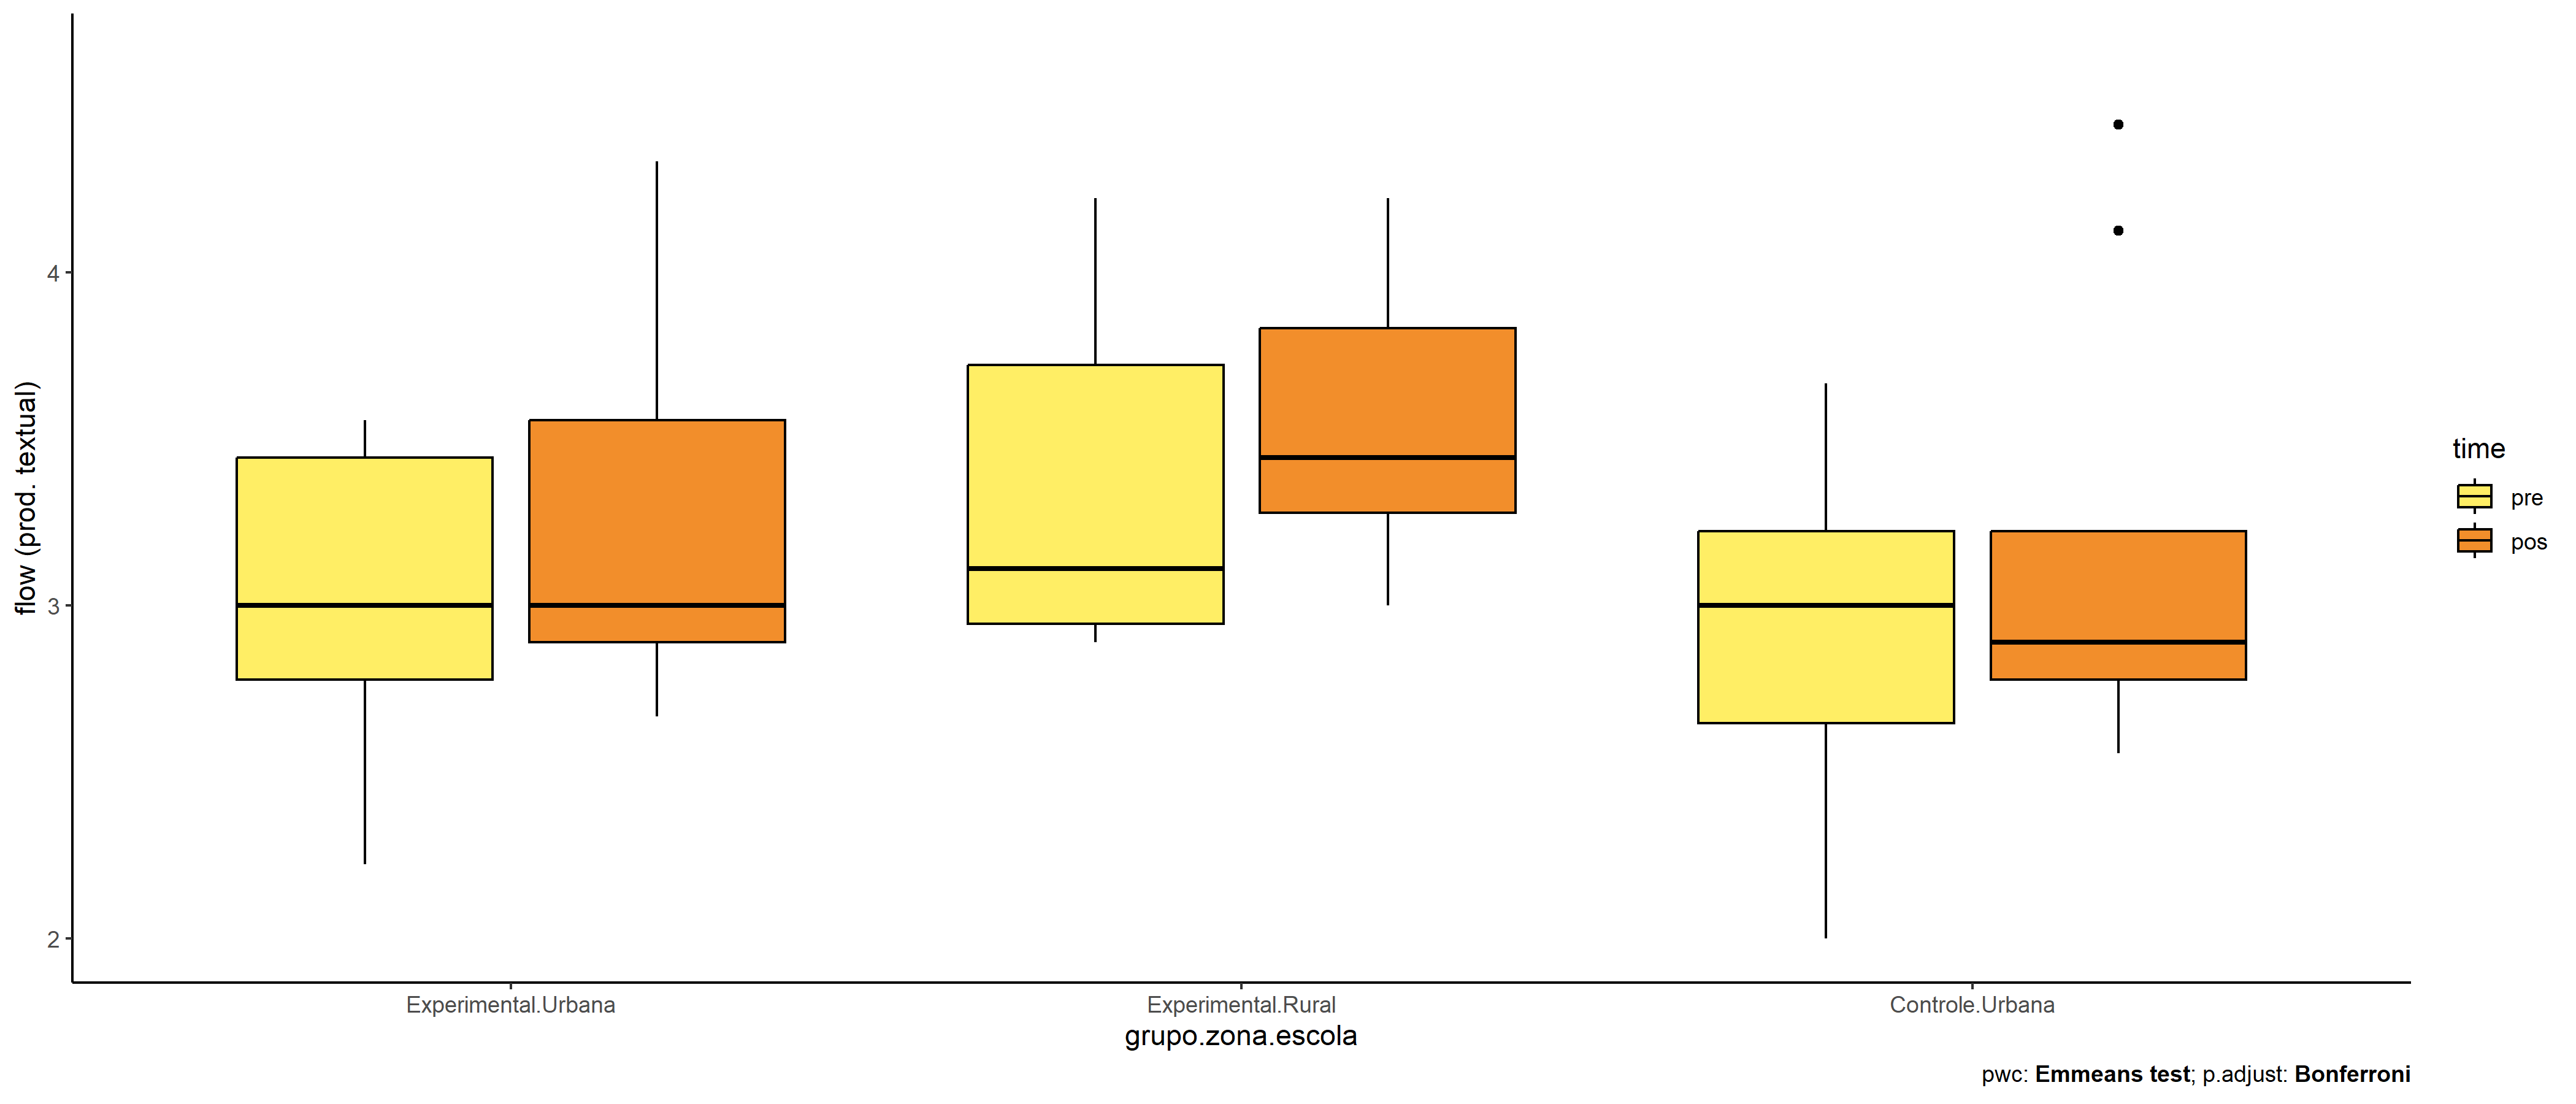 flow (prod. textual)
4
3
2
Experimental.Urbana
Experimental.Rural
Controle.Urbana
grupo.zona.escola
time
pre
pos
pwc: Emmeans test; p.adjust: Bonferroni